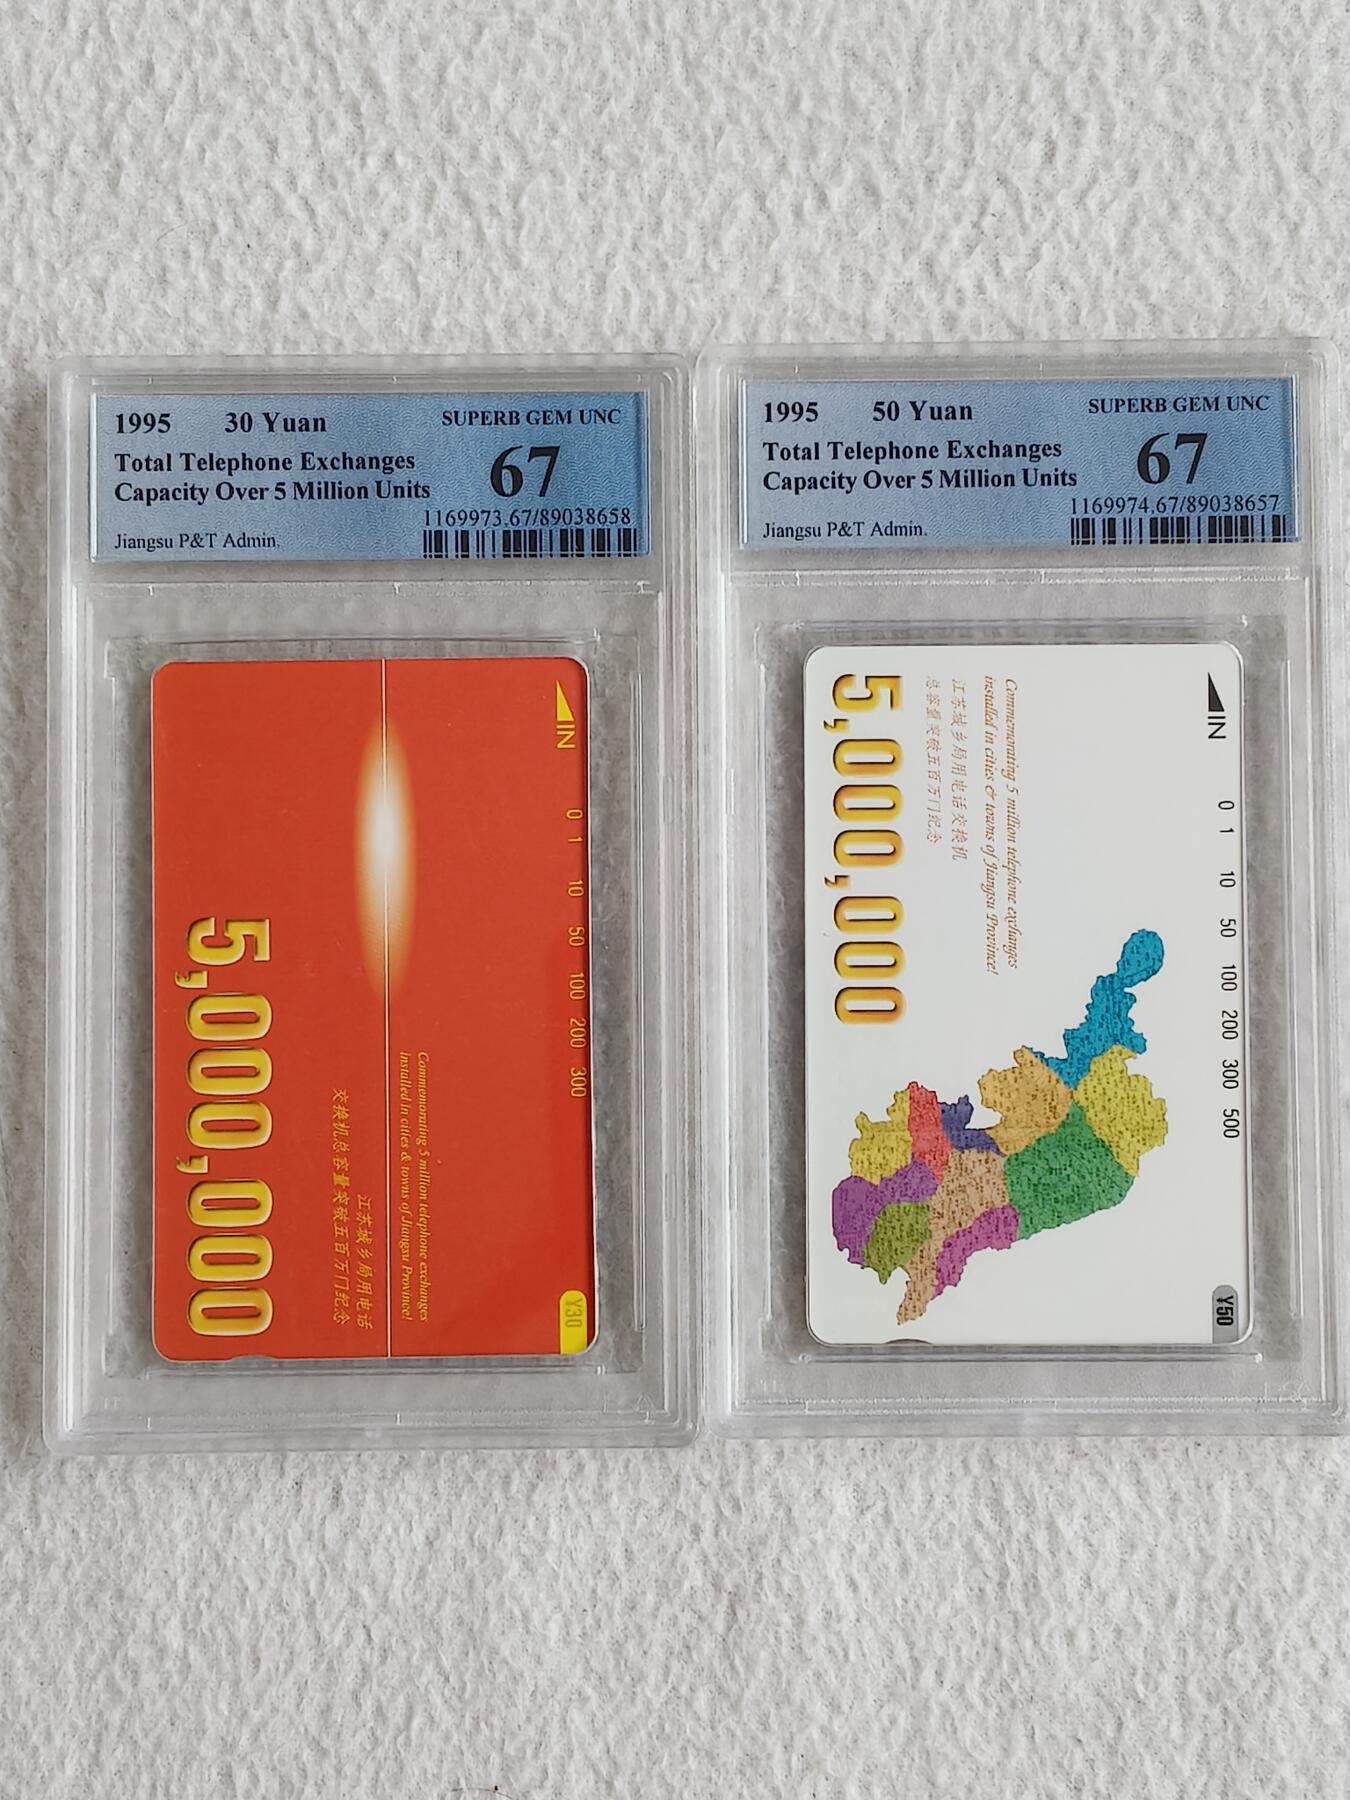 1995 30 Yuan
SUPERB GEM UNC
Total Telephone Exchanges
Capacity Over 5 Million Units
67
1169973.67/89038658
Jiangsu P&T Admin.
IN
0 1 10 50 100 200 300
Commemorating 5 million telephone exchanges
installed in cities & towns of Jiangsu Province!
江苏城乡局用电话
交换机总容量突破五百万门纪念
5,000,000
Y30
1995 50 Yuan
SUPERB GEM UNC
Total Telephone Exchanges
Capacity Over 5 Million Units
67
1169974.67/89038657
Jiangsu P&T Admin.
IN
0 1 10 50 100 200 300 500
Commemorating 5 million telephone exchanges
installed in cities & towns of Jiangsu Province!
江苏城乡局用电话交换机
总容量突破五百万门纪念
5,000,000
Y50